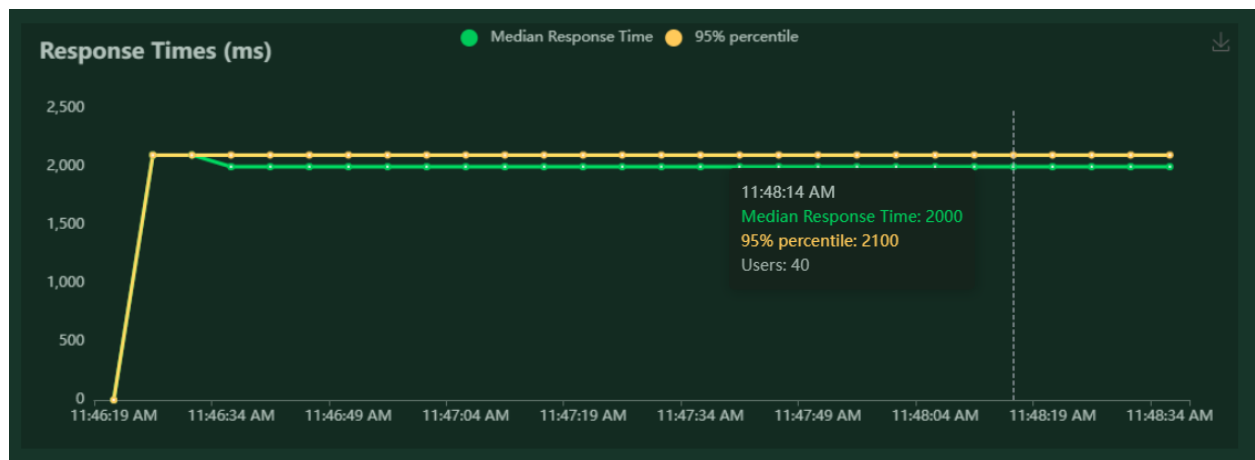 Response Times (ms)
Median Response Time 95% percentile
2,500
2,000
1,500
1,000
500
0
11:48:14 AM
Median Response Time: 2000
95% percentile: 2100
Users: 40
11:46:19 AM 11:46:34 AM 11:46:49 AM 11:47:04 AM 11:47:19 AM 11:47:34 AM 11:47:49 AM 11:48:04 AM 11:48:19 AM 11:48:34 AM